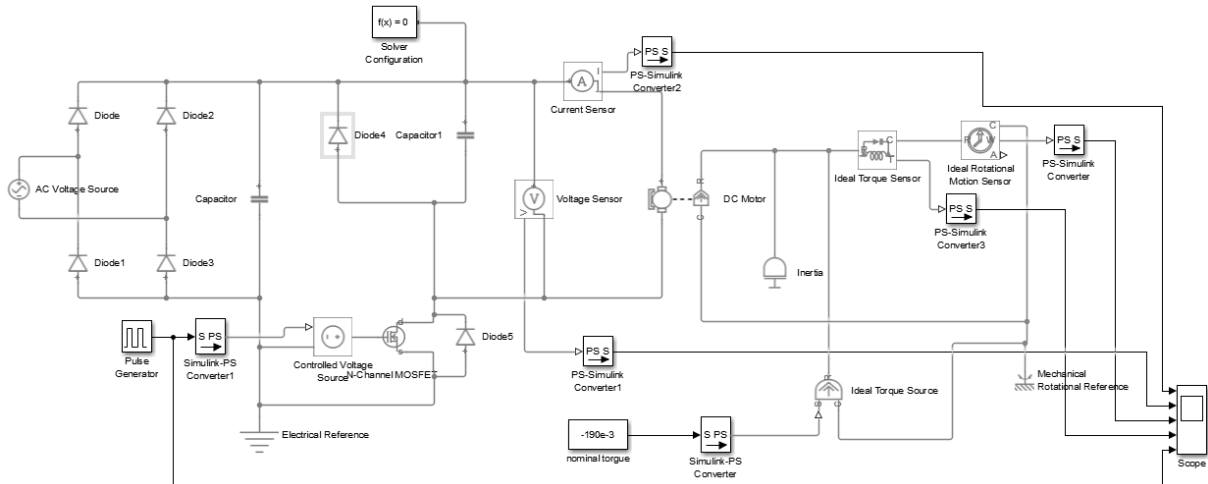 f(x) = 0
Solver
Configuration
PS S
PS-Simulink
Converter2
A
I
Current Sensor
Diode
Diode2
Diode4
Capacitor1
AC Voltage Source
Capacitor
V
Voltage Sensor
DC Motor
R
C
C
T
Ideal Torque Sensor
R
C
W
A
Ideal Rotational
Motion Sensor
PS S
PS-Simulink
Converter
PS S
PS-Simulink
Converter3
Diode1
Diode3
Inertia
Pulse
Generator
S PS
Simulink-PS
Converter1
Controlled Voltage
Source
N-Channel MOSFET
Diode5
PS S
PS-Simulink
Converter1
Mechanical
Rotational Reference
R
S
C
Ideal Torque Source
Electrical Reference
-190e-3
nominal torgue
S PS
Simulink-PS
Converter
Scope